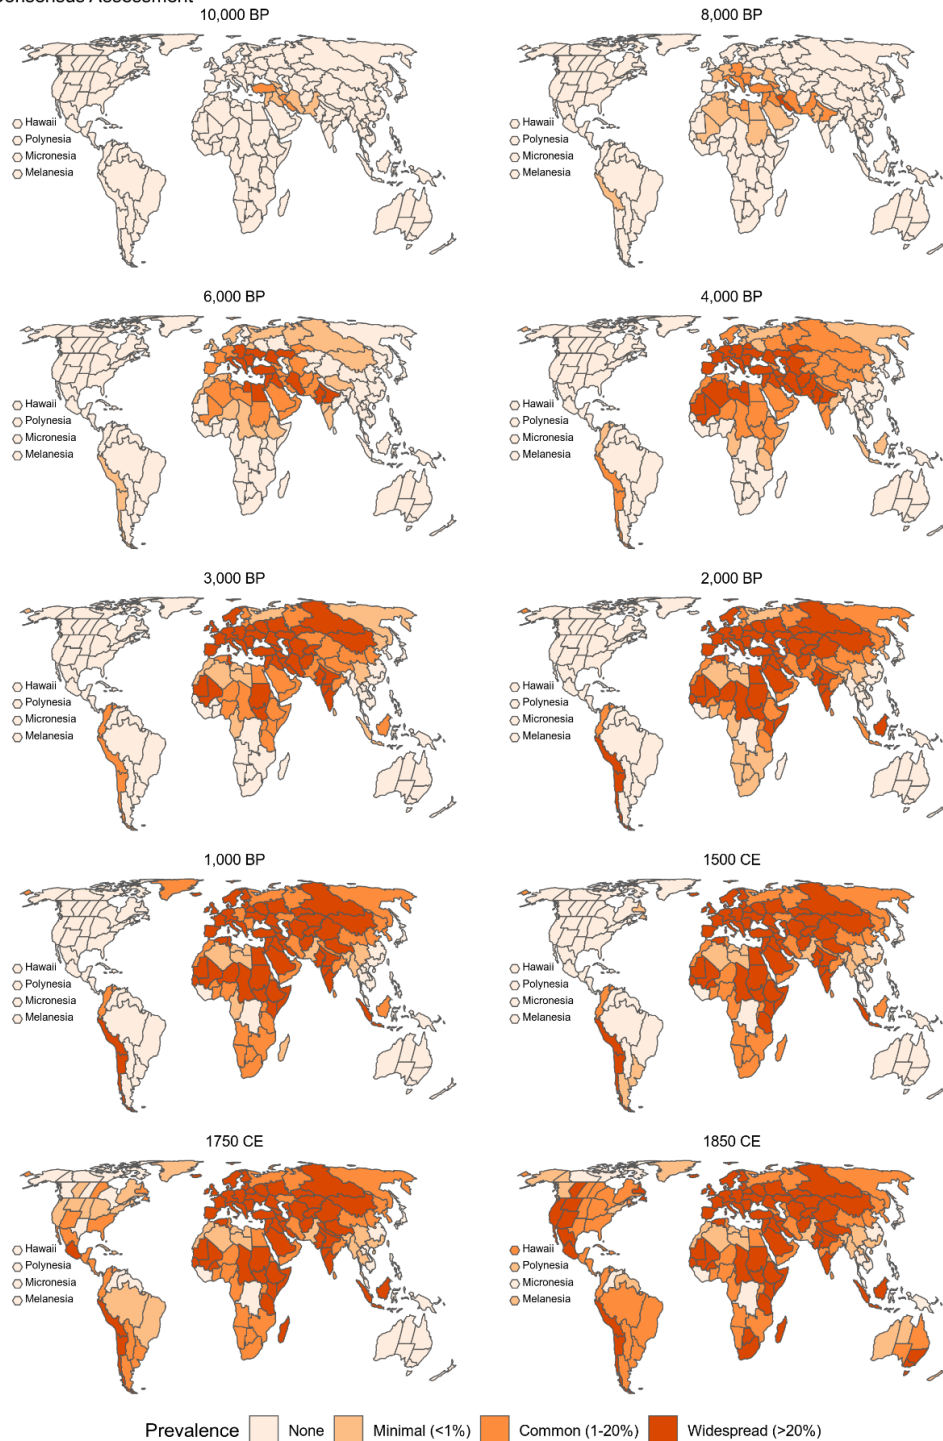 Consensus Assessment
10,000 BP
8,000 BP
Hawaii
Polynesia
Micronesia
Melanesia
Hawaii
Polynesia
Micronesia
Melanesia
6,000 BP
4,000 BP
Hawaii
Polynesia
Micronesia
Melanesia
Hawaii
Polynesia
Micronesia
Melanesia
3,000 BP
2,000 BP
Hawaii
Polynesia
Micronesia
Melanesia
Hawaii
Polynesia
Micronesia
Melanesia
1,000 BP
1500 CE
Hawaii
Polynesia
Micronesia
Melanesia
Hawaii
Polynesia
Micronesia
Melanesia
1750 CE
1850 CE
Hawaii
Polynesia
Micronesia
Melanesia
Hawaii
Polynesia
Micronesia
Melanesia
Prevalence None Minimal (<1%) Common (1-20%) Widespread (>20%)